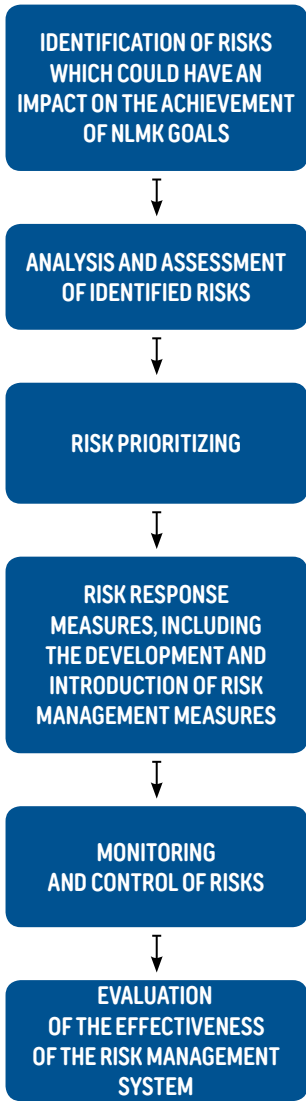 IDENTIFICATION OF RISKS
WHICH COULD HAVE AN
IMPACT ON THE ACHIEVEMENT
OF NLMK GOALS
ANALYSIS AND ASSESSMENT
OF IDENTIFIED RISKS
RISK PRIORITIZING
RISK RESPONSE
MEASURES, INCLUDING
THE DEVELOPMENT AND
INTRODUCTION OF RISK
MANAGEMENT MEASURES
MONITORING
AND CONTROL OF RISKS
EVALUATION
OF THE EFFECTIVENESS
OF THE RISK MANAGEMENT
SYSTEM